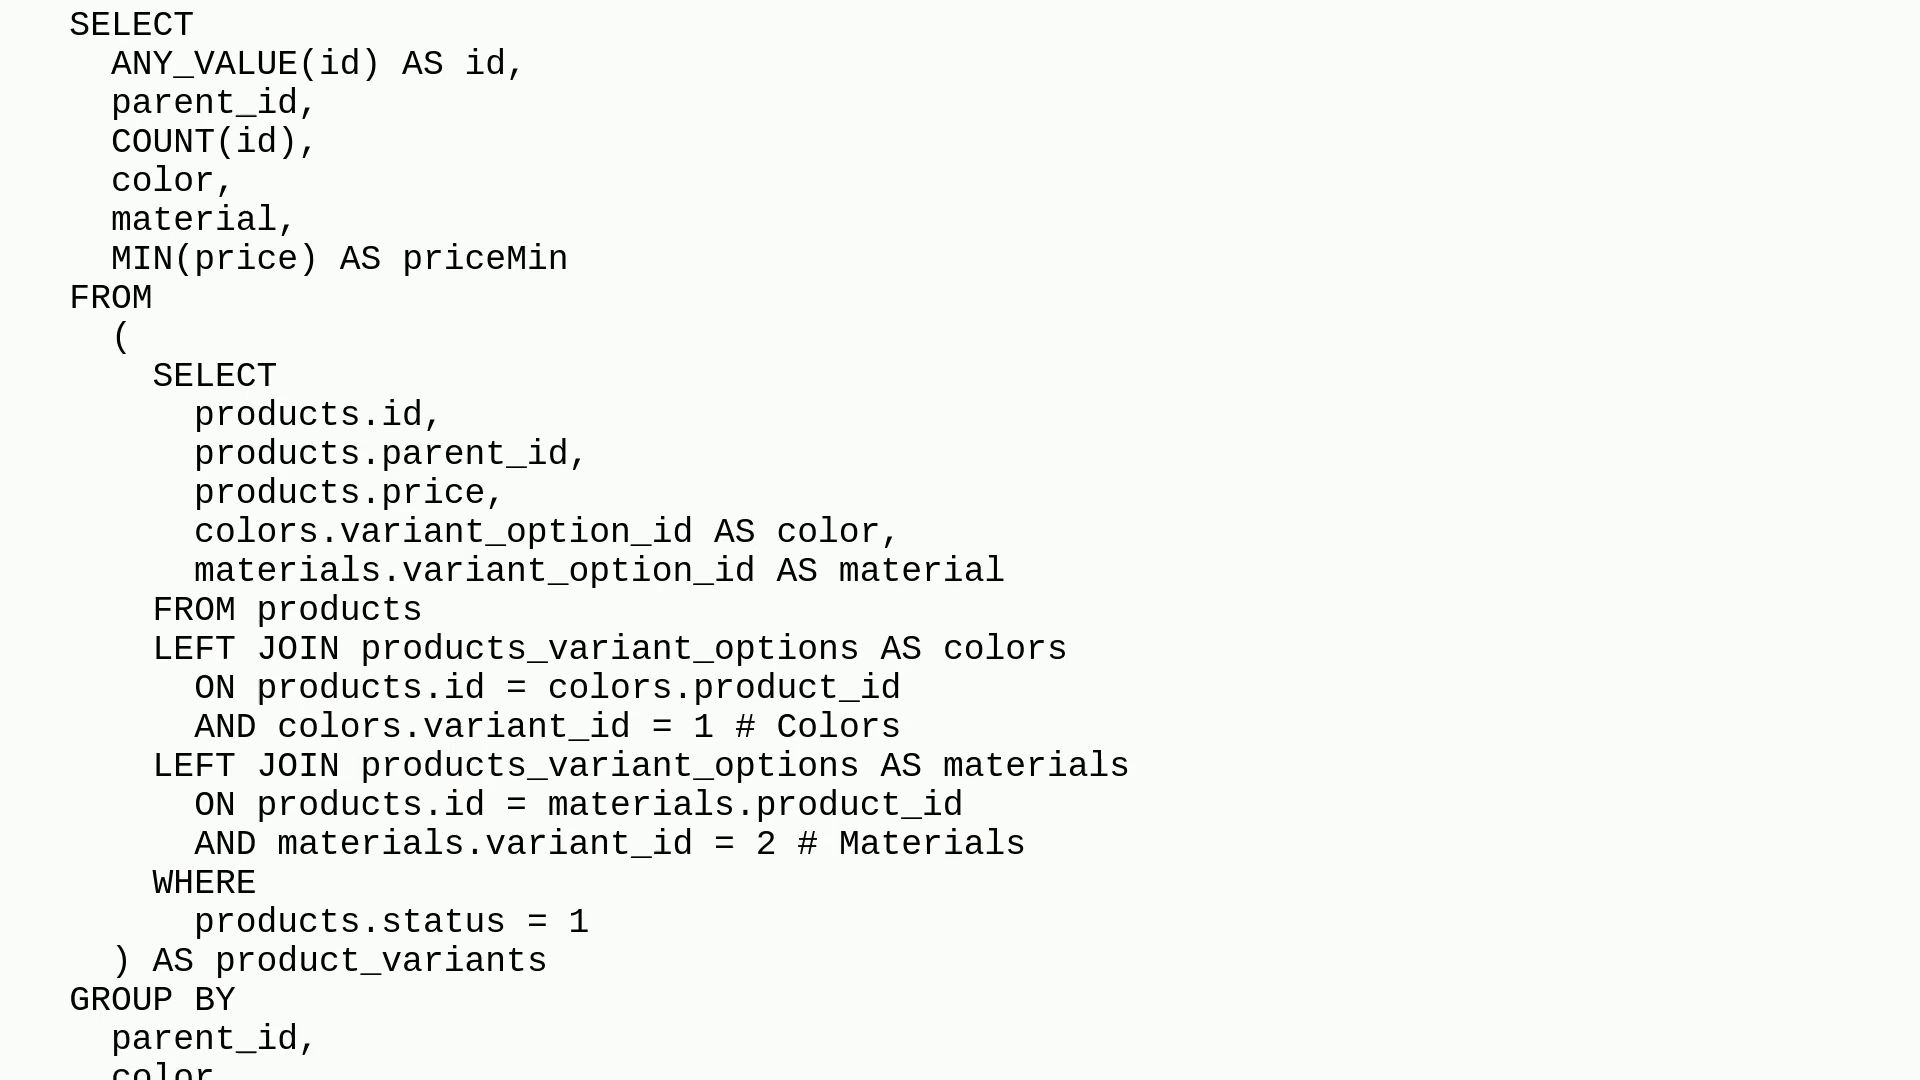 SELECT
ANY_VALUE(id) AS id,
parent_id,
COUNT(id),
color,
material,
MIN(price) AS priceMin
FROM
(
SELECT
products.id,
products.parent_id,
products.price,
colors.variant_option_id AS color,
materials.variant_option_id AS material
FROM products
LEFT JOIN products_variant_options AS colors
ON products.id = colors.product_id
AND colors.variant_id = 1 # Colors
LEFT JOIN products_variant_options AS materials
ON products.id = materials.product_id
AND materials.variant_id = 2 # Materials
WHERE
products.status = 1
) AS product_variants
GROUP BY
parent_id,
color